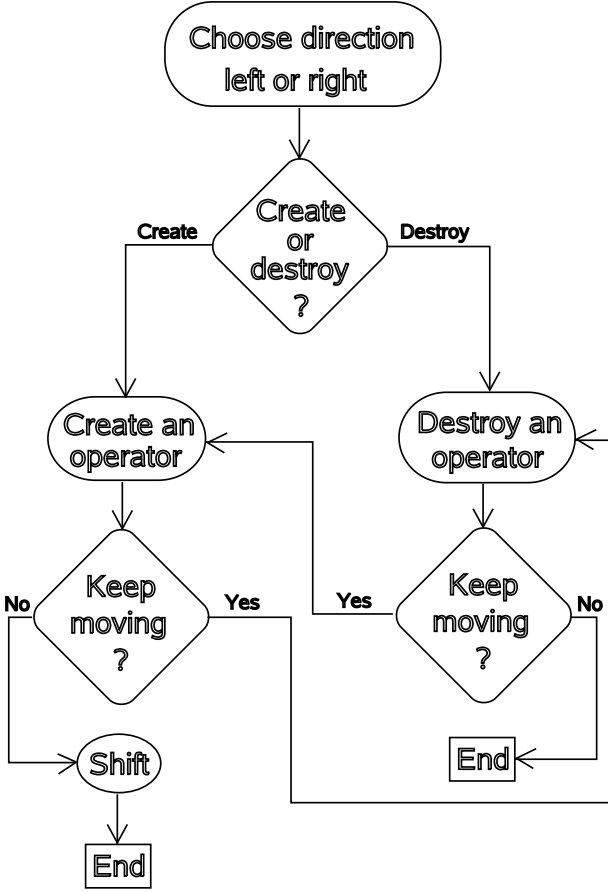 Choose direction
left or right
Create
or
destroy
?
Create
Destroy
Create an
operator
Destroy an
operator
Keep
moving
?
No
Yes
Keep
moving
?
Yes
No
Shift
End
End